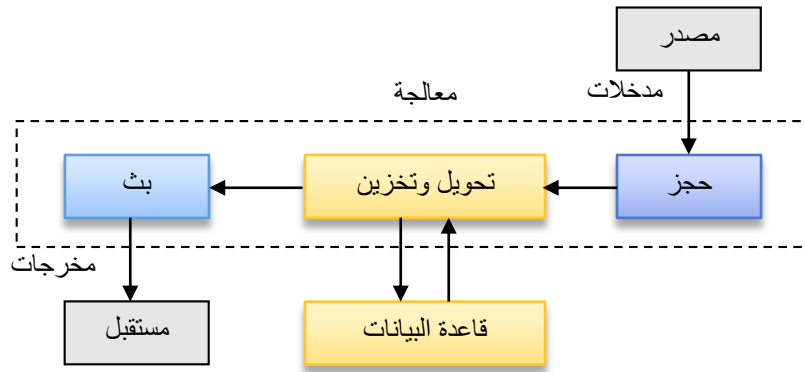 مصدر
مدخلات
معالجة
حجز
تحويل وتخزين
بث
مخرجات
قاعدة البيانات
مستقبل